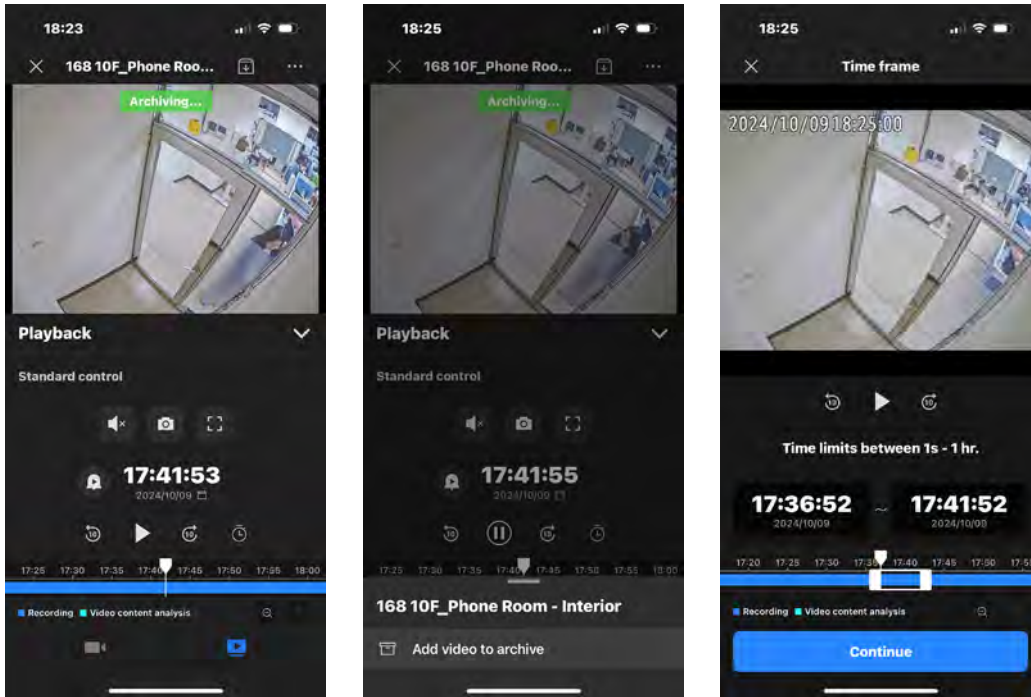 18:23
168 10F_Phone Roo...
Archiving...
Playback
Standard control
17:41:53
2024/10/09
10
10
17:25 17:30 17:35 17:40 17:45 17:50 17:55 18:00
Recording Video content analysis
18:25
168 10F_Phone Roo...
Archiving...
Playback
Standard control
17:41:55
2024/10/09
10
10
17:25 17:30 17:35 17:40 17:45 17:50 17:55 18:00
168 10F_Phone Room - Interior
Add video to archive
18:25
Time frame
2024/10/09 18:25:00
10
10
Time limits between 1s - 1 hr.
17:36:52 ~ 17:41:52
2024/10/09 2024/10/09
17:20 17:25 17:30 17:35 17:40 17:45 17:50
Recording Video content analysis
Continue